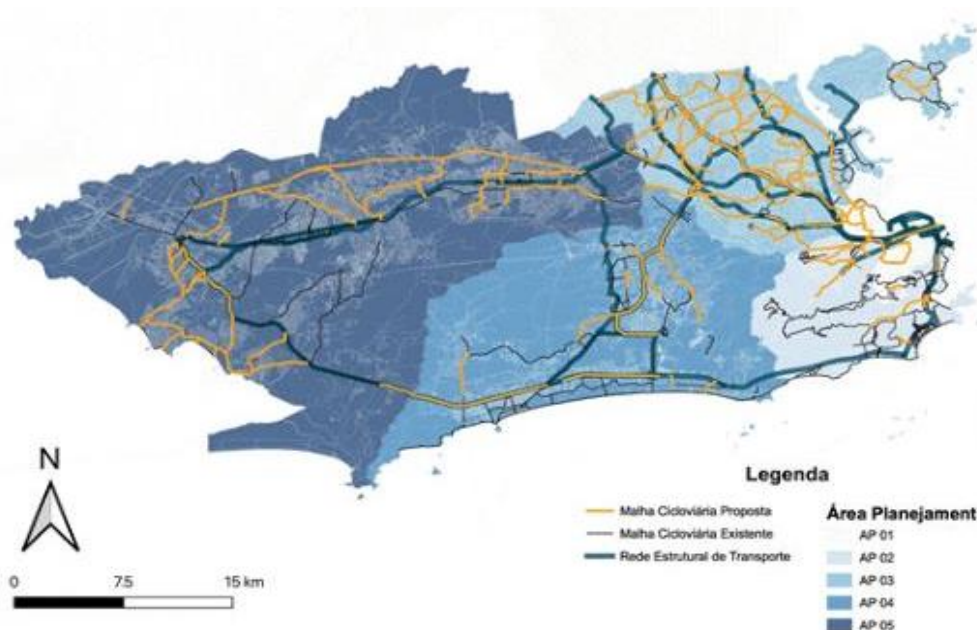 N
0 7.5 15 km
Legenda
Malha Cicloviária Proposta
Malha Cicloviária Existente
Rede Estrutural de Transporte
Área Planejament
AP 01
AP 02
AP 03
AP 04
AP 05